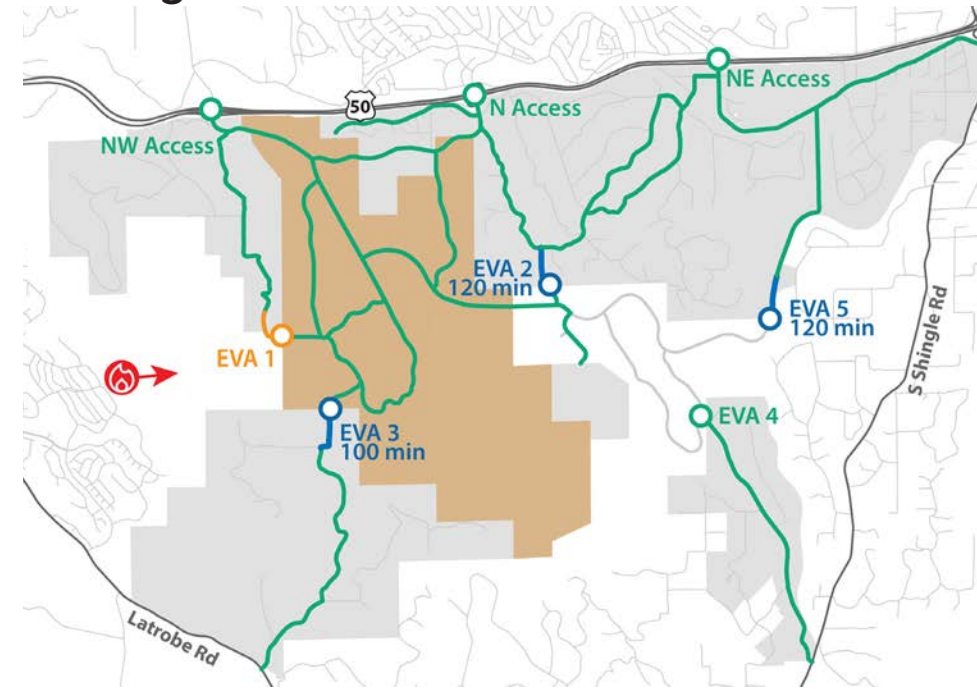 50
NE Access
N Access
NW Access
EVA 2
120 min
EVA 5
120 min
EVA 1
S Shingle Rd
EVA 3
100 min
EVA 4
Latrobe Rd